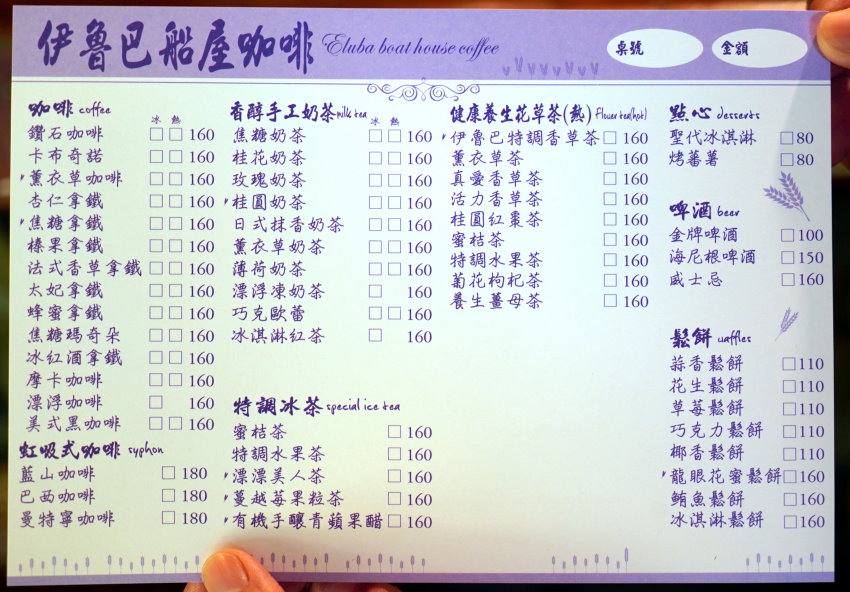 伊魯巴船屋咖啡 Eluba boat house coffee
桌號
金額
咖啡 coffee
冰 熱
鑽石咖啡 □□ 160
卡布奇諾 □□ 160
薰衣草咖啡 □□ 160
杏仁拿鐵 □□ 160
焦糖拿鐵 □□ 160
榛果拿鐵 □□ 160
法式香草拿鐵 □□ 160
太妃拿鐵 □□ 160
蜂蜜拿鐵 □□ 160
焦糖瑪奇朵 □□ 160
冰紅酒拿鐵 □□ 160
摩卡咖啡 □□ 160
漂浮咖啡 □ 160
美式黑咖啡 □□ 160
虹吸式咖啡 syphon
藍山咖啡 □ 180
巴西咖啡 □ 180
曼特寧咖啡 □ 180
香醇手工奶茶 milk tea
冰 熱
焦糖奶茶 □□ 160
桂花奶茶 □□ 160
玫瑰奶茶 □□ 160
桂圓奶茶 □□ 160
日式抹香奶茶 □□ 160
薰衣草奶茶 □□ 160
薄荷奶茶 □□ 160
漂浮凍奶茶 □ 160
巧克歐蕾 □□ 160
冰淇淋紅茶 □ 160
特調冰茶 special ice tea
蜜桔茶 □ 160
特調水果茶 □ 160
漂漂美人茶 □ 160
蔓越莓果粒茶 □ 160
有機手釀青蘋果醋 □ 160
健康養生花草茶(熱) Flower tea(hot)
伊魯巴特調香草茶 □ 160
薰衣草茶 □ 160
真愛香草茶 □ 160
活力香草茶 □ 160
桂圓紅棗茶 □ 160
蜜桔茶 □ 160
特調水果茶 □ 160
菊花枸杞茶 □ 160
養生薑母茶 □ 160
點心 desserts
聖代冰淇淋 □80
烤蕃薯 □80
啤酒 beer
金牌啤酒 □100
海尼根啤酒 □150
威士忌 □160
鬆餅 waffles
蒜香鬆餅 □110
花生鬆餅 □110
草莓鬆餅 □110
巧克力鬆餅 □110
椰香鬆餅 □110
龍眼花蜜鬆餅 □160
鮪魚鬆餅 □160
冰淇淋鬆餅 □160